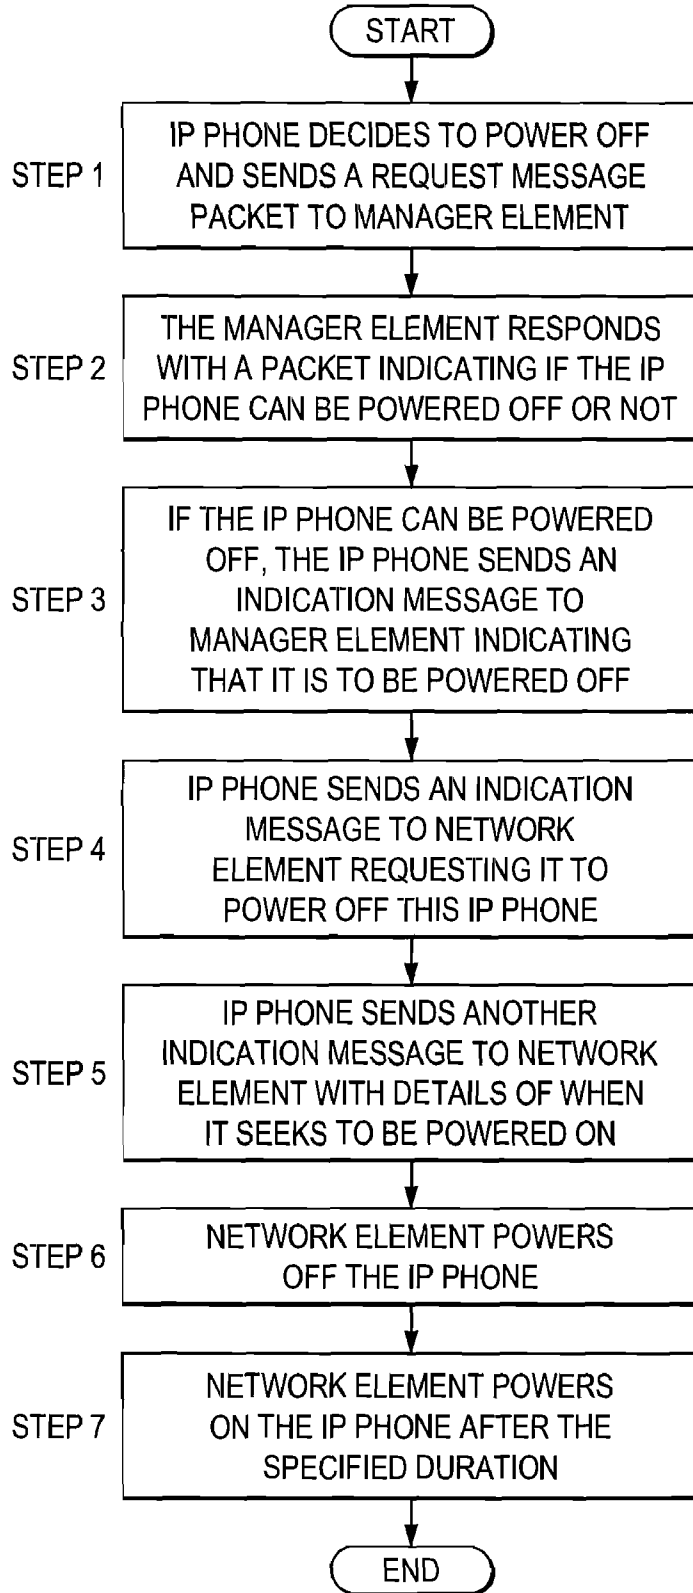 START
STEP 1
IP PHONE DECIDES TO POWER OFF
AND SENDS A REQUEST MESSAGE
PACKET TO MANAGER ELEMENT
STEP 2
THE MANAGER ELEMENT RESPONDS
WITH A PACKET INDICATING IF THE IP
PHONE CAN BE POWERED OFF OR NOT
STEP 3
IF THE IP PHONE CAN BE POWERED
OFF, THE IP PHONE SENDS AN
INDICATION MESSAGE TO
MANAGER ELEMENT INDICATING
THAT IT IS TO BE POWERED OFF
STEP 4
IP PHONE SENDS AN INDICATION
MESSAGE TO NETWORK
ELEMENT REQUESTING IT TO
POWER OFF THIS IP PHONE
STEP 5
IP PHONE SENDS ANOTHER
INDICATION MESSAGE TO NETWORK
ELEMENT WITH DETAILS OF WHEN
IT SEEKS TO BE POWERED ON
STEP 6
NETWORK ELEMENT POWERS
OFF THE IP PHONE
STEP 7
NETWORK ELEMENT POWERS
ON THE IP PHONE AFTER THE
SPECIFIED DURATION
END